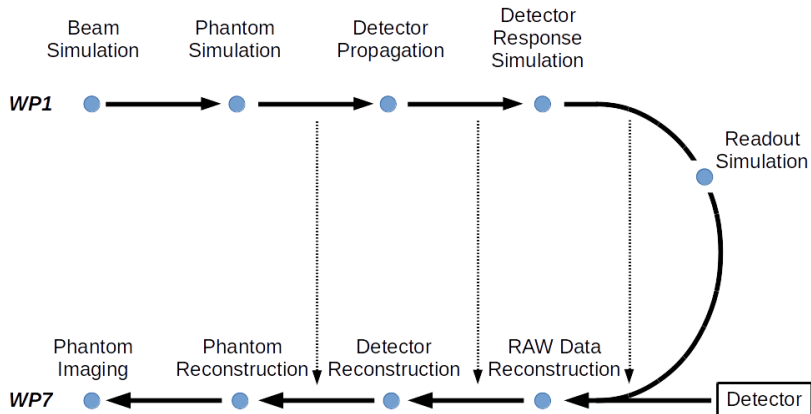 Beam
Simulation
Phantom
Simulation
Detector
Propagation
Detector
Response
Simulation
WP1
Readout
Simulation
Phantom
Imaging
Phantom
Reconstruction
Detector
Reconstruction
RAW Data
Reconstruction
WP7
Detector